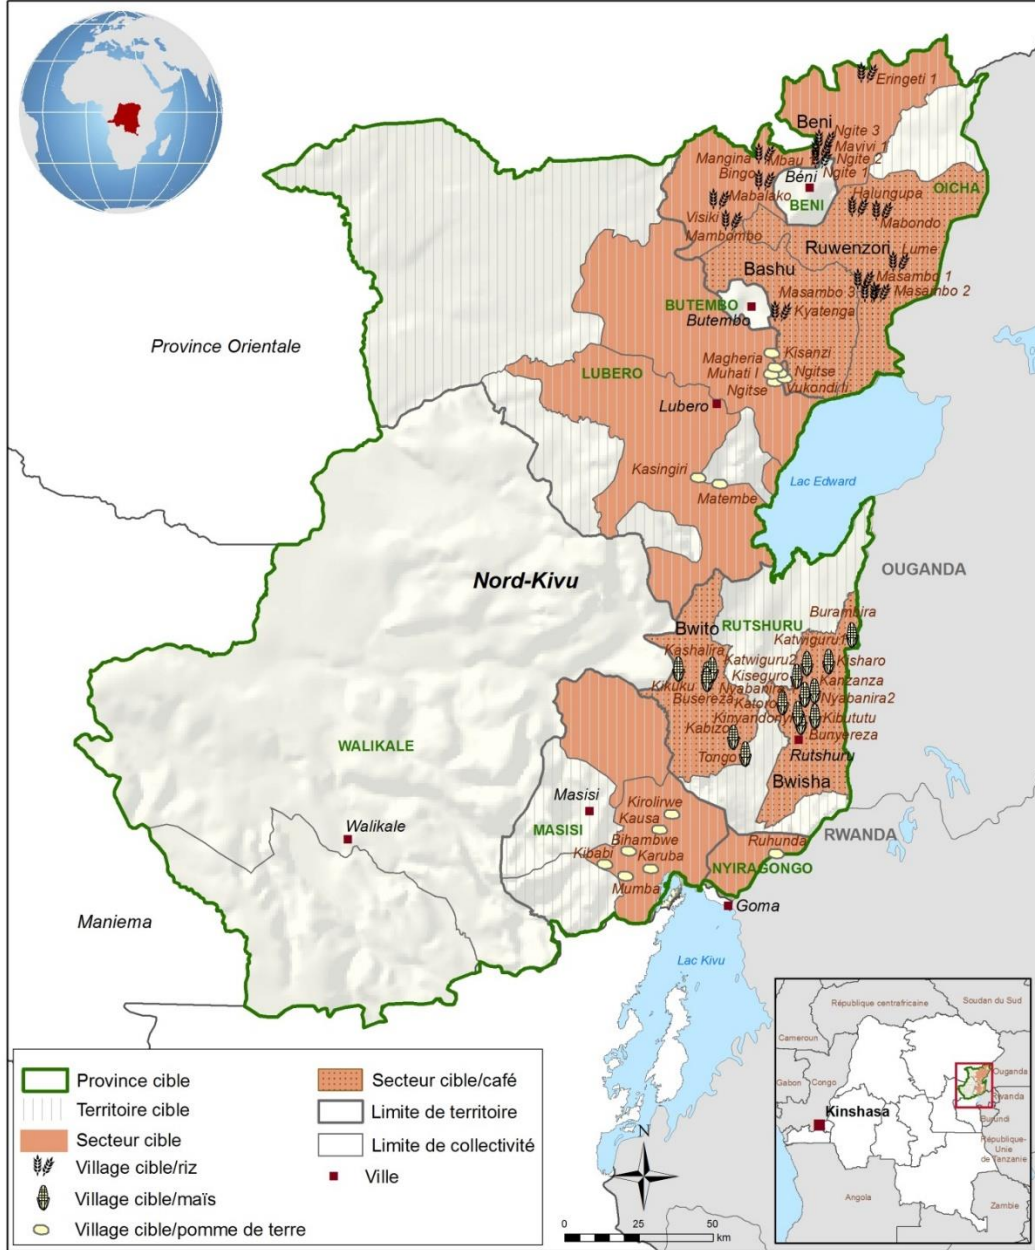 Eringeti 1
Beni
Ngite 3
Mavivi 1
Mangina
Mbau 1
Ngite 2
Bingo
Béni
Ngite 1
OICHA
Mabalako
BENI
Halungupa
Visiki
Mabondo
Mambombo
Ruwenzori
Lume
Bashu
Masambo 1
Masambo 3
Masambo 2
BUTEMBO
Kyatenga
Butembo
Province Orientale
Magheria
Kisanzi
LUBERO
Muhati I
Ngitse
Ngitse
Vukondi II
Lubero
Kasingiri
Lac Edward
Matembe
Nord-Kivu
OUGANDA
Burambira
Bwito
RUTSHURU
Katwiguru1
Kashalira
Katwiguru2
Kisharo
Kiseguro
Kanzanza
Kikuku
Nyabanira
Busereza
Nyabanira2
Katoro
Kinyandonyi
Kibututu
Kabizo
Bunyereza
WALIKALE
Tongo
Rutshuru
Bwisha
Masisi
Kirolirwe
Walikale
Kausa
MASISI
Bihambwe
RWANDA
Ruhunda
Kibabi
Karuba
NYIRAGONGO
Mumba
Goma
Maniema
Lac Kivu
République centrafricaine
Soudan du Sud
Cameroun
Gabon
Congo
Ouganda
Rwanda
Kinshasa
Burundi
République-
Unie
de Tanzanie
Angola
Zambie
Province cible
Territoire cible
Secteur cible
Village cible/riz
Village cible/maïs
Village cible/pomme de terre
Secteur cible/café
Limite de territoire
Limite de collectivité
Ville
N
0 25 50
km